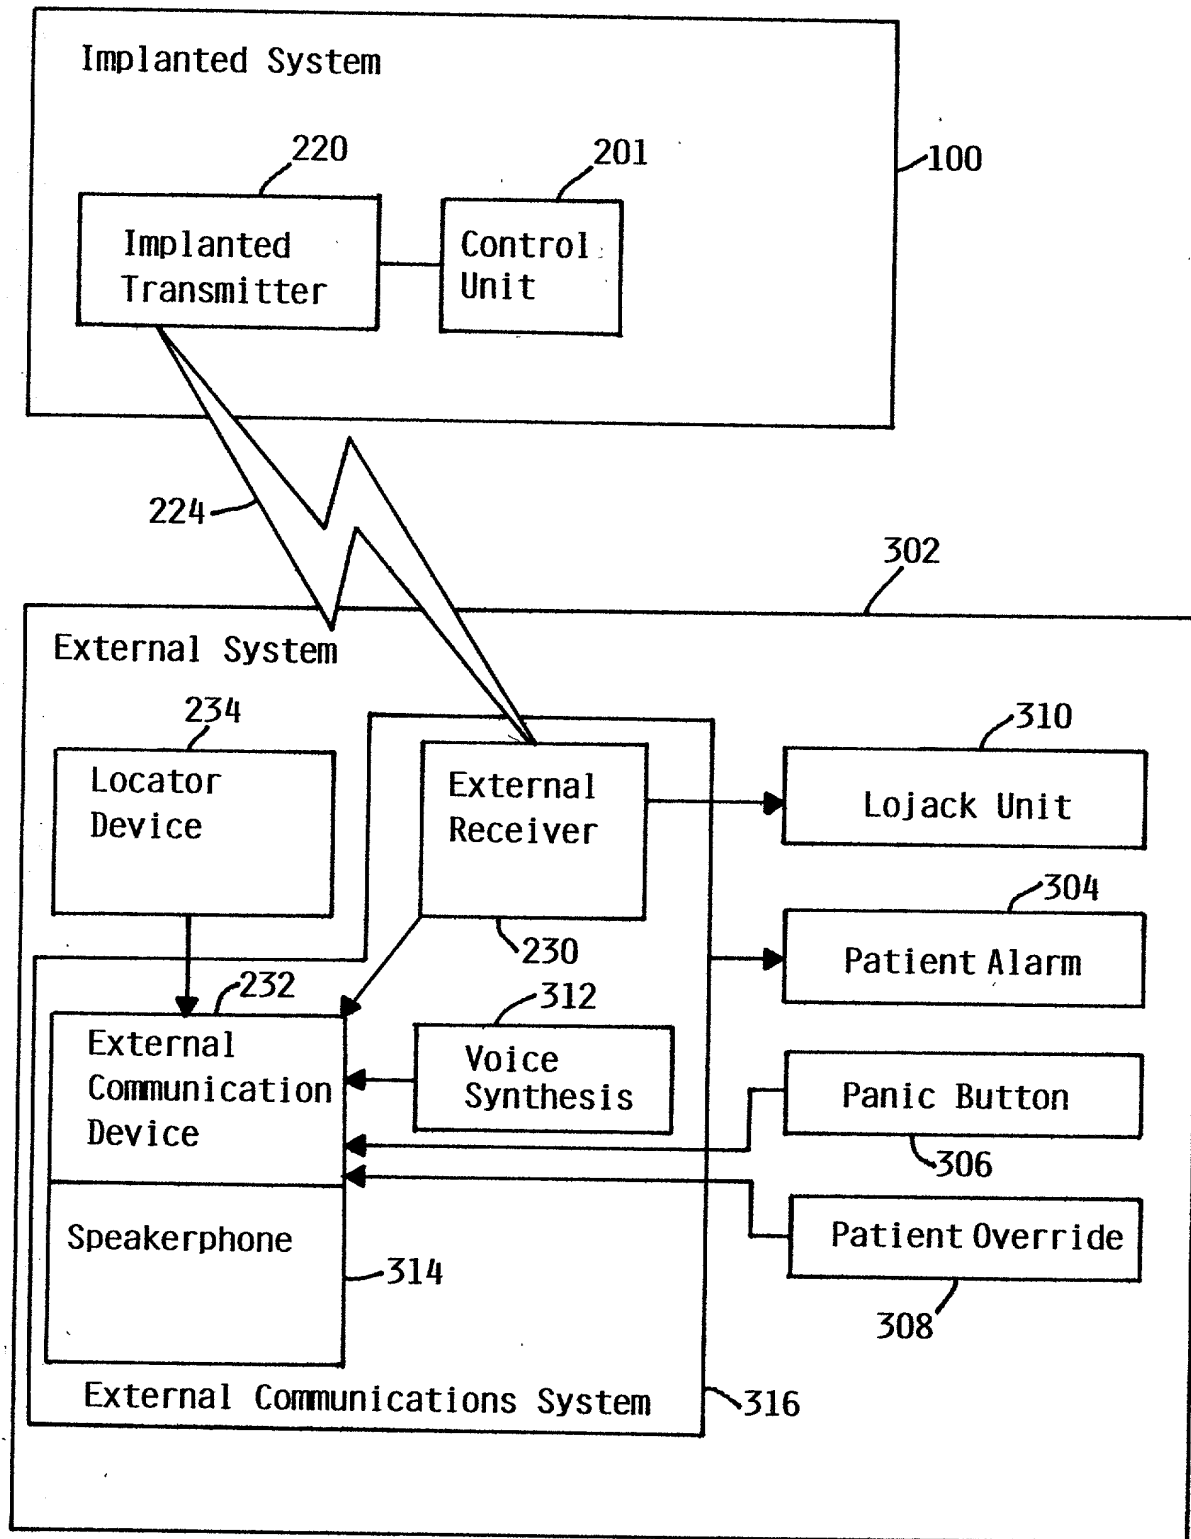 Implanted System
220
201
100
Implanted
Transmitter
Control
Unit
224
302
External System
234
310
Locator
Device
External
Receiver
Lojack Unit
304
230
Patient Alarm
232
312
External
Communication
Device
Voice
Synthesis
Panic Button
306
Speakerphone
Patient Override
314
308
External Communications System
316